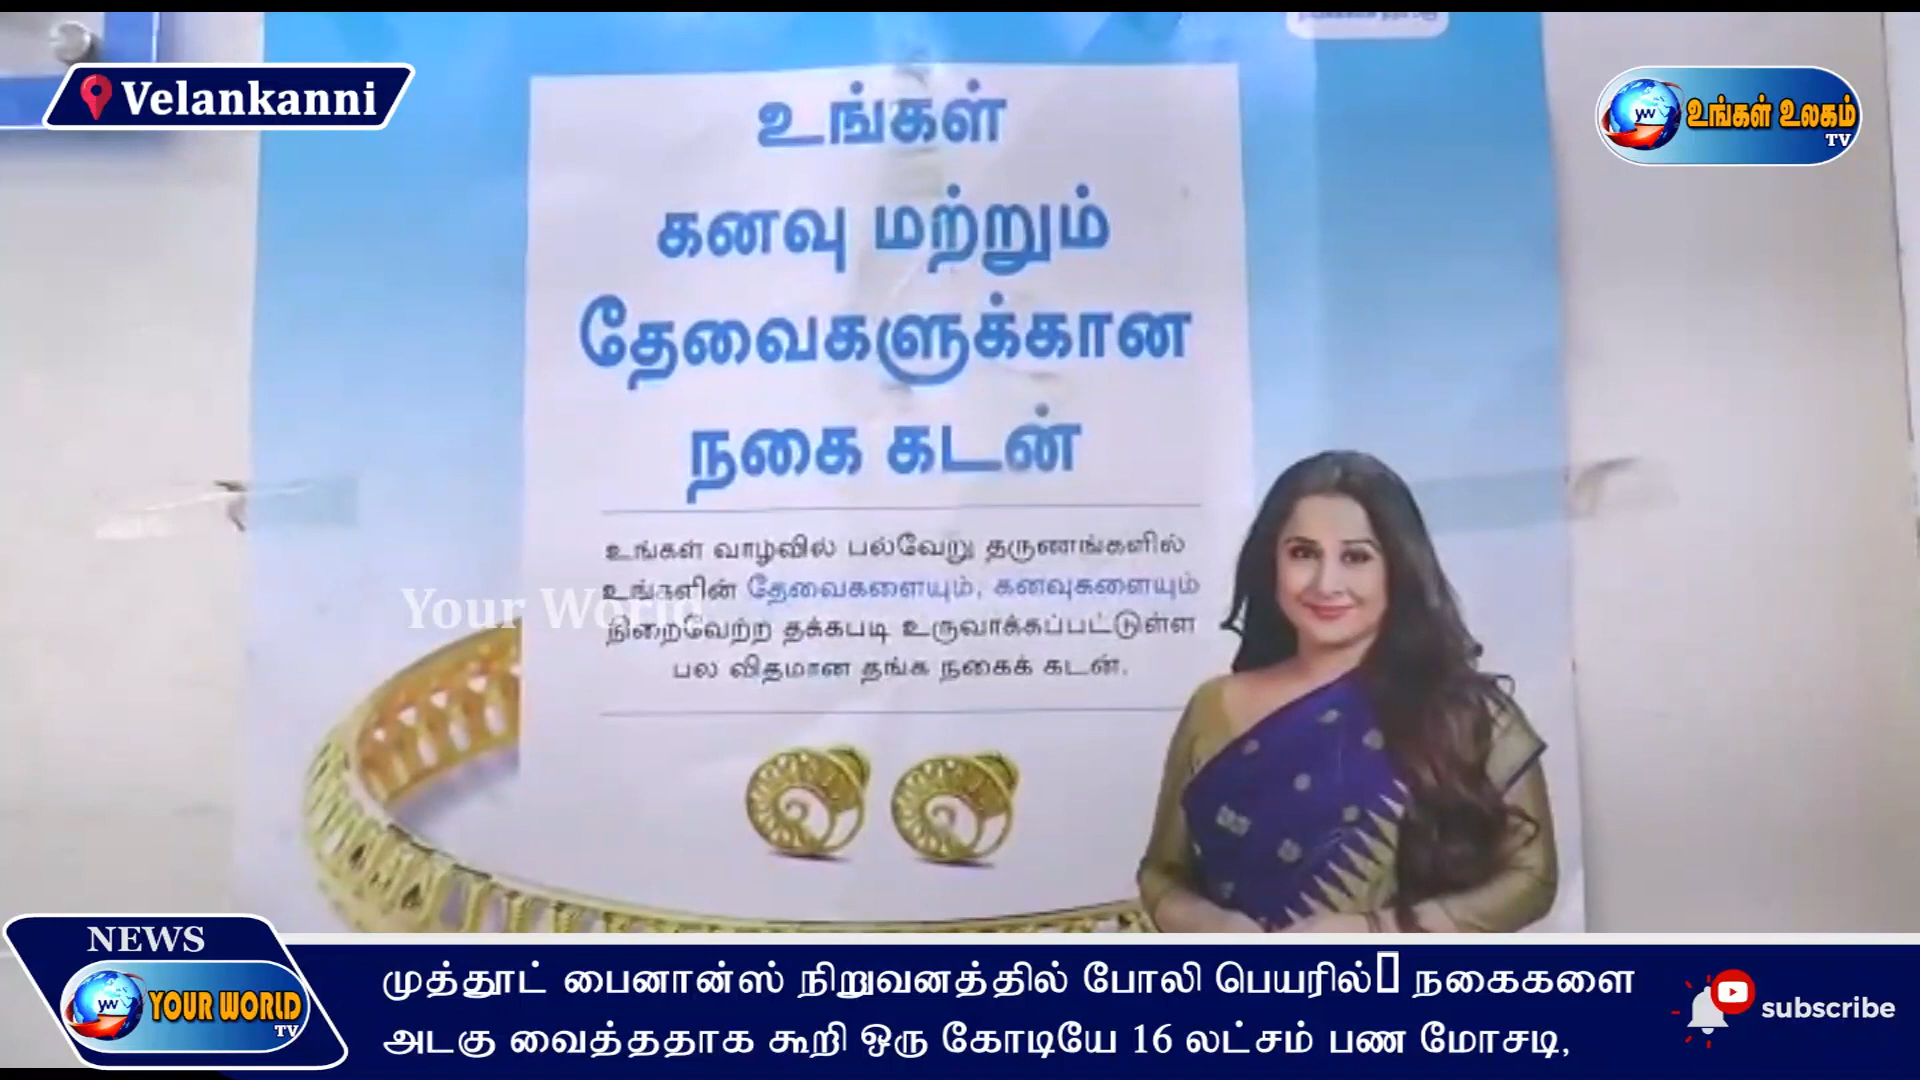 Velankanni
yw உங்கள் உலகம்
TV
உங்கள்
கனவு மற்றும்
தேவைகளுக்கான
நகை கடன்
உங்கள் வாழ்வில் பல்வேறு தருணங்களில்
உங்களின் தேவைகளையும், கனவுகளையும்
நிறைவேற்ற தக்கபடி உருவாக்கப்பட்டுள்ள
பல விதமான தங்க நகைக் கடன்.
Your World
NEWS
yw YOUR WORLD
TV
முத்தூட் பைனான்ஸ் நிறுவனத்தில் போலி பெயரில் நகைகளை
அடகு வைத்ததாக கூறி ஒரு கோடியே 16 லட்சம் பண மோசடி,
subscribe